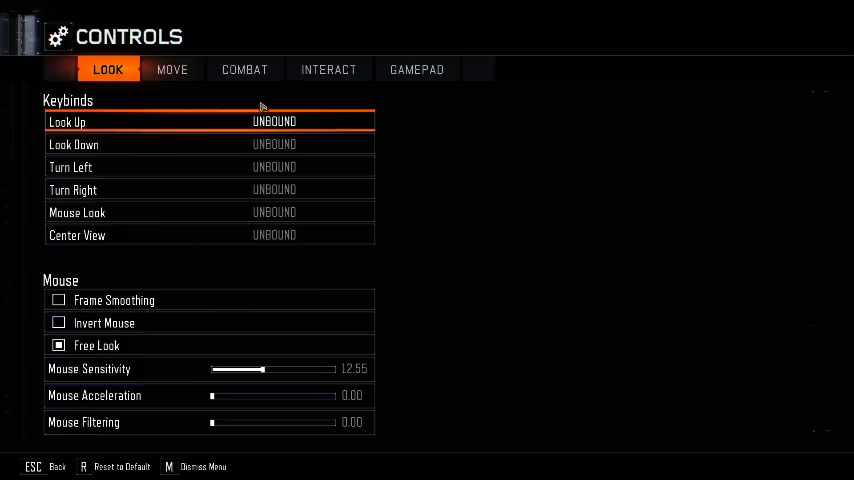 CONTROLS
LOOK MOVE COMBAT INTERACT GAMEPAD
Keybinds
Look Up UNBOUND
Look Down UNBOUND
Turn Left UNBOUND
Turn Right UNBOUND
Mouse Look UNBOUND
Center View UNBOUND
Mouse
Frame Smoothing
Invert Mouse
Free Look
Mouse Sensitivity 12.55
Mouse Acceleration 0.00
Mouse Filtering 0.00
ESC Back R Reset to Default M Dismiss Menu